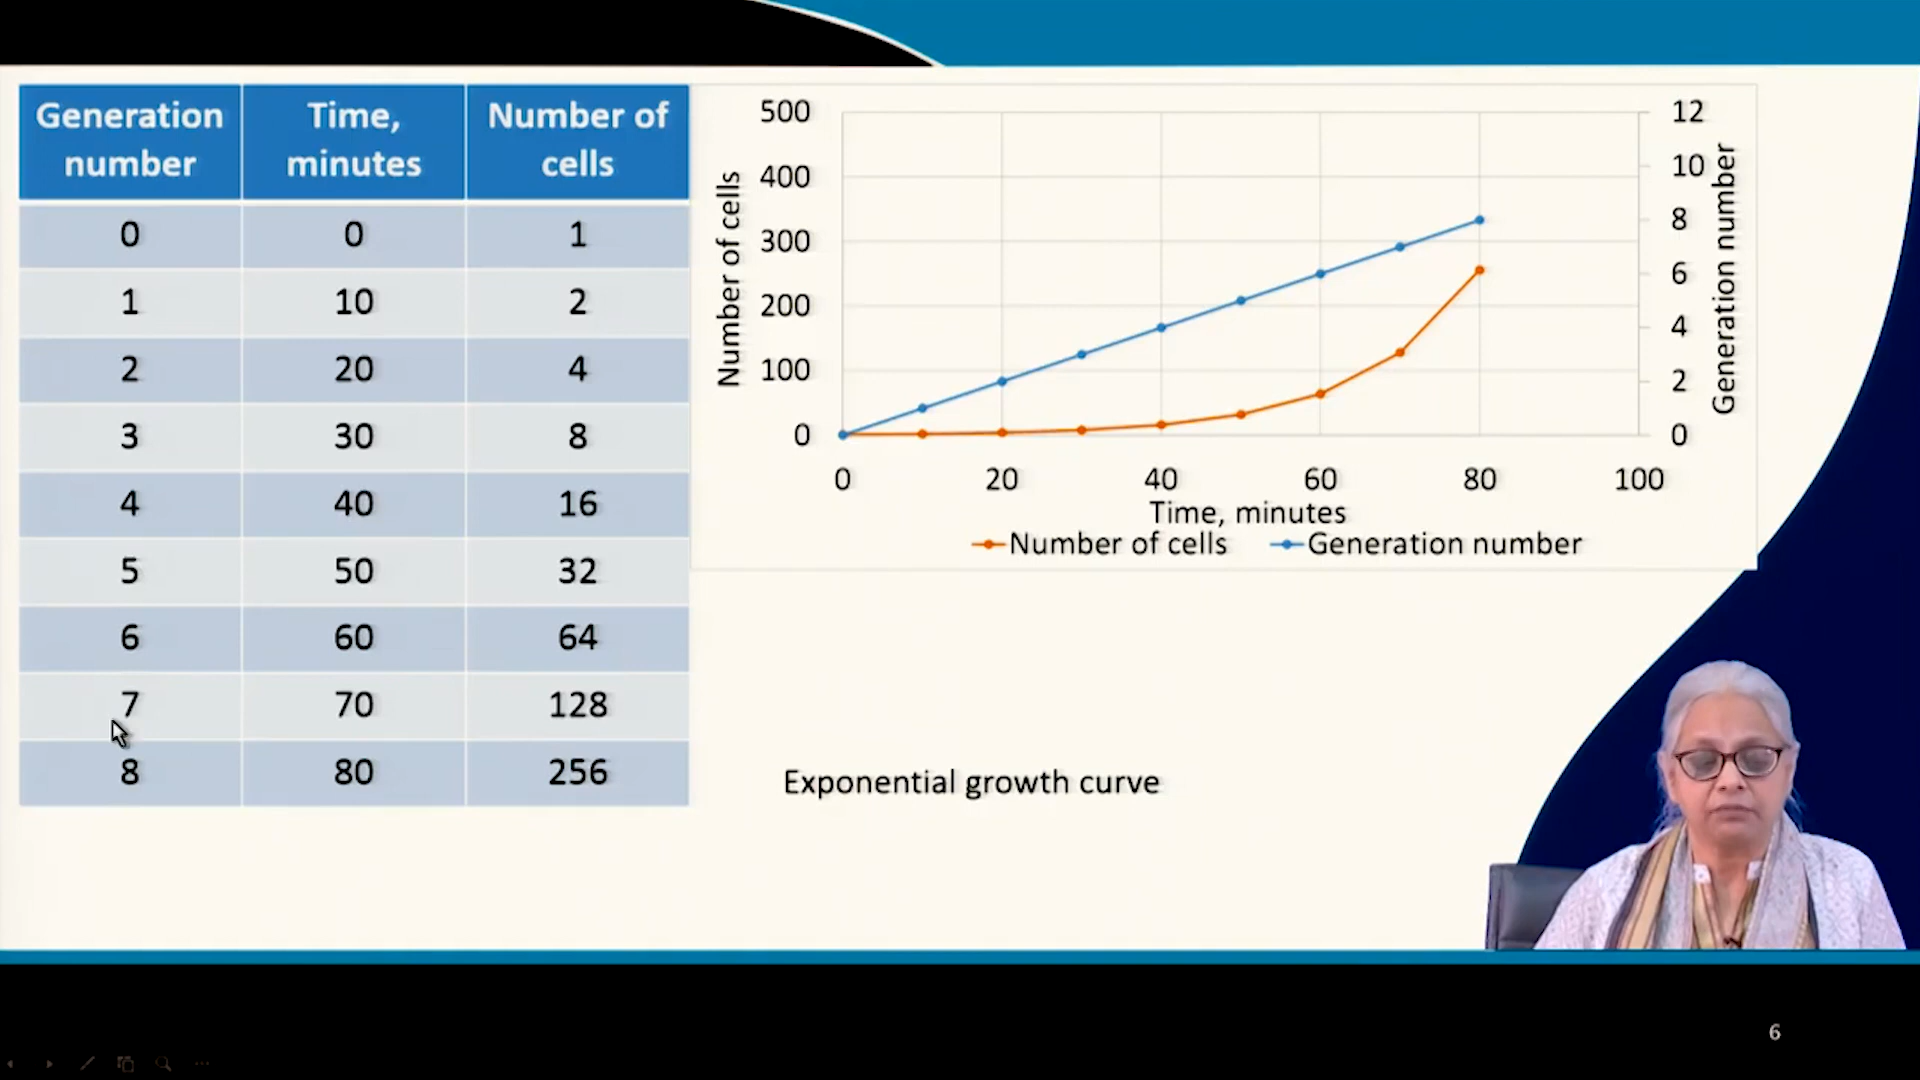 Generation number
Time, minutes
Number of cells
0 0 1
1 10 2
2 20 4
3 30 8
4 40 16
5 50 32
6 60 64
7 70 128
8 80 256
Number of cells
500
400
300
200
100
0
12
10
8
6
4
2
0
Generation number
0 20 40 60 80 100
Time, minutes
Number of cells Generation number
Exponential growth curve
6